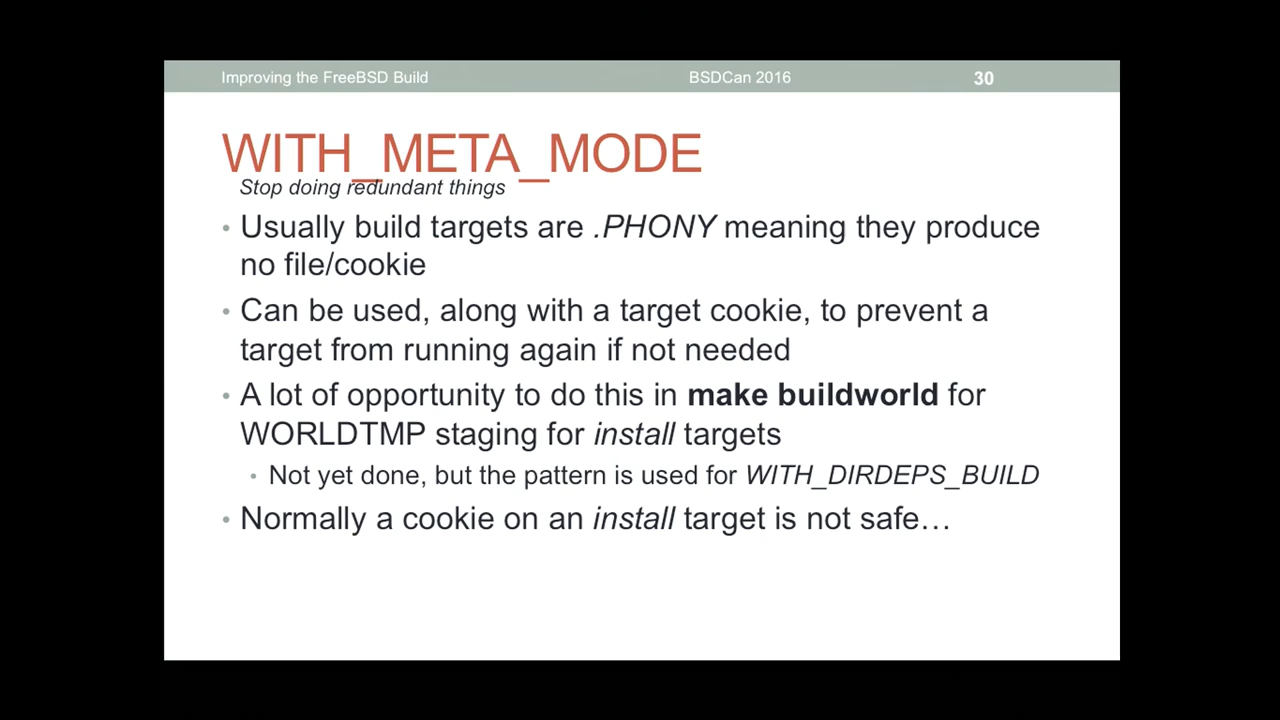 Improving the FreeBSD Build BSDCan 2016 30
WITH_META_MODE
Stop doing redundant things
• Usually build targets are .PHONY meaning they produce
no file/cookie
• Can be used, along with a target cookie, to prevent a
target from running again if not needed
• A lot of opportunity to do this in make buildworld for
WORLDTMP staging for install targets
• Not yet done, but the pattern is used for WITH_DIRDEPS_BUILD
• Normally a cookie on an install target is not safe…